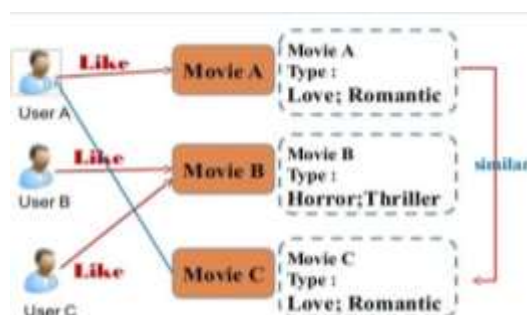 Like
Movie A
Movie A
Type :
Love; Romantic
User A
similar
Like
Movie B
Movie B
Type :
Horror;Thriller
User B
Like
Movie C
Movie C
Type :
Love; Romantic
User C